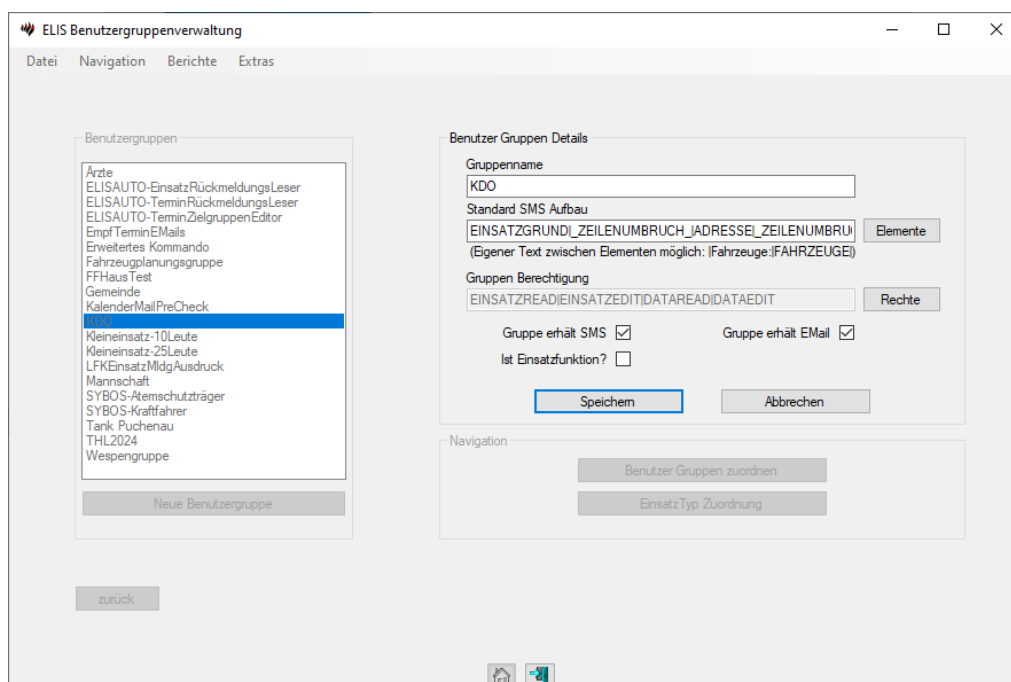 ELIS Benutzergruppenverwaltung
Datei Navigation Berichte Extras
Benutzergruppen
Ärzte
ELISAUTO-EinsatzRückmeldungsLeser
ELISAUTO-TerminRückmeldungsLeser
ELISAUTO-TerminZielgruppenEditor
EmpfTerminEMails
Erweitertes Kommando
Fahrzeugplanungsgruppe
FFHausTest
Gemeinde
KalenderMailPreCheck
KDO
Kleineinsatz-10Leute
Kleineinsatz-25Leute
LFKEinsatzMldgAusdruck
Mannschaft
SYBOS-Atemschutzträger
SYBOS-Kraftfahrer
Tank Puchenau
THL2024
Wespengruppe
Neue Benutzergruppe
Benutzer Gruppen Details
Gruppenname
KDO
Standard SMS Aufbau
EINSATZGRUND|_ZEILENUMBRUCH_|ADRESSE|_ZEILENUMBRU Elemente
(Eigener Text zwischen Elementen möglich: |Fahrzeuge:|FAHRZEUGE|)
Gruppen Berechtigung
EINSATZREAD|EINSATZEDIT|DATAREAD|DATAEDIT Rechte
Gruppe erhält SMS Gruppe erhält EMail
Ist Einsatzfunktion?
Speichern Abbrechen
Navigation
Benutzer Gruppen zuordnen
EinsatzTyp Zuordnung
zurück